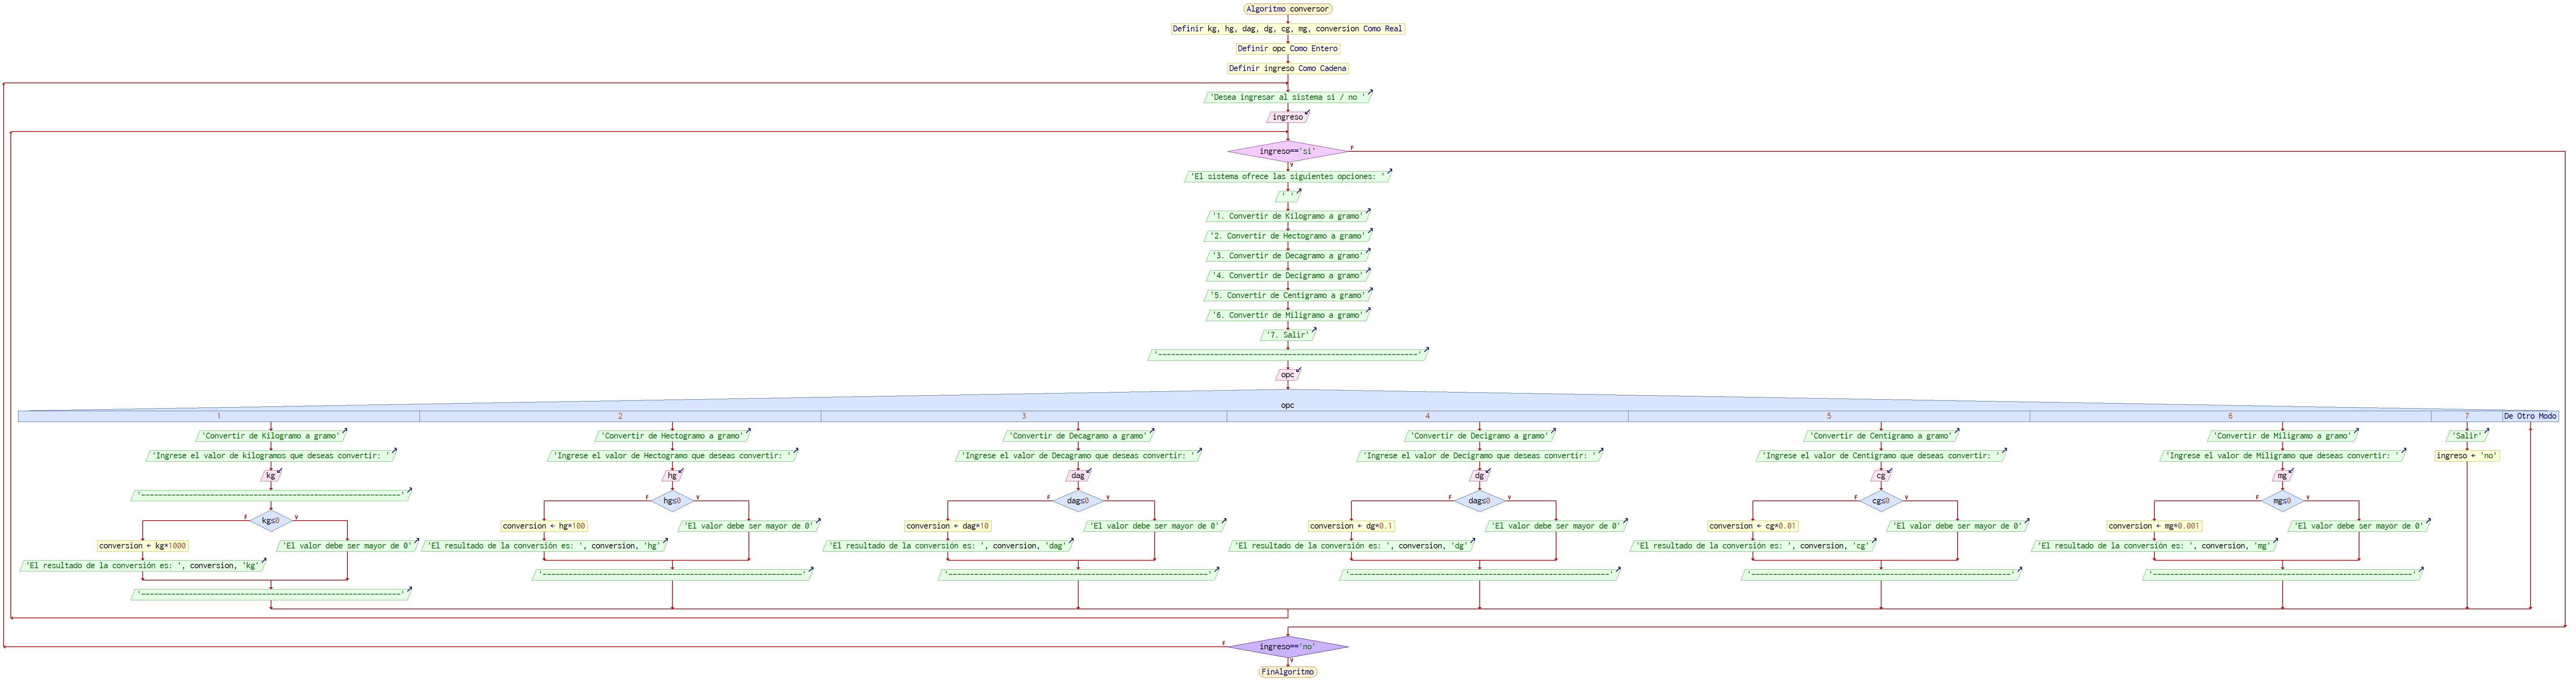 Algoritmo conversor
Definir kg, hg, dag, dg, cg, mg, conversion Como Real
Definir opc Como Entero
Definir ingreso Como Cadena
'Desea ingresar al sistema si / no '
ingreso
ingreso=='si'
F
V
'El sistema ofrece las siguientes opciones: '
' '
'1. Convertir de Kilogramo a gramo'
'2. Convertir de Hectogramo a gramo'
'3. Convertir de Decagramo a gramo'
'4. Convertir de Decigramo a gramo'
'5. Convertir de Centigramo a gramo'
'6. Convertir de Miligramo a gramo'
'7. Salir'
'------------------------------------------------------------'
opc
opc
1
2
3
4
5
6
7
De Otro Modo
'Convertir de Kilogramo a gramo'
'Ingrese el valor de kilogramos que deseas convertir: '
kg
'------------------------------------------------------------'
kg≤0
F
V
conversion ← kg*1000
'El valor debe ser mayor de 0'
'El resultado de la conversión es: ', conversion, 'kg'
'------------------------------------------------------------'
'Convertir de Hectogramo a gramo'
'Ingrese el valor de Hectogramo que deseas convertir: '
hg
hg≤0
F
V
conversion ← hg*100
'El valor debe ser mayor de 0'
'El resultado de la conversión es: ', conversion, 'hg'
'------------------------------------------------------------'
'Convertir de Decagramo a gramo'
'Ingrese el valor de Decagramo que deseas convertir: '
dag
dag≤0
F
V
conversion ← dag*10
'El valor debe ser mayor de 0'
'El resultado de la conversión es: ', conversion, 'dag'
'------------------------------------------------------------'
'Convertir de Decigramo a gramo'
'Ingrese el valor de Decigramo que deseas convertir: '
dg
dg≤0
F
V
conversion ← dg*0.1
'El valor debe ser mayor de 0'
'El resultado de la conversión es: ', conversion, 'dg'
'------------------------------------------------------------'
'Convertir de Centigramo a gramo'
'Ingrese el valor de Centigramo que deseas convertir: '
cg
cg≤0
F
V
conversion ← cg*0.01
'El valor debe ser mayor de 0'
'El resultado de la conversión es: ', conversion, 'cg'
'------------------------------------------------------------'
'Convertir de Miligramo a gramo'
'Ingrese el valor de Miligramo que deseas convertir: '
mg
mg≤0
F
V
conversion ← mg*0.001
'El valor debe ser mayor de 0'
'El resultado de la conversión es: ', conversion, 'mg'
'------------------------------------------------------------'
'Salir'
ingreso ← 'no'
F
ingreso=='no'
V
FinAlgoritmo